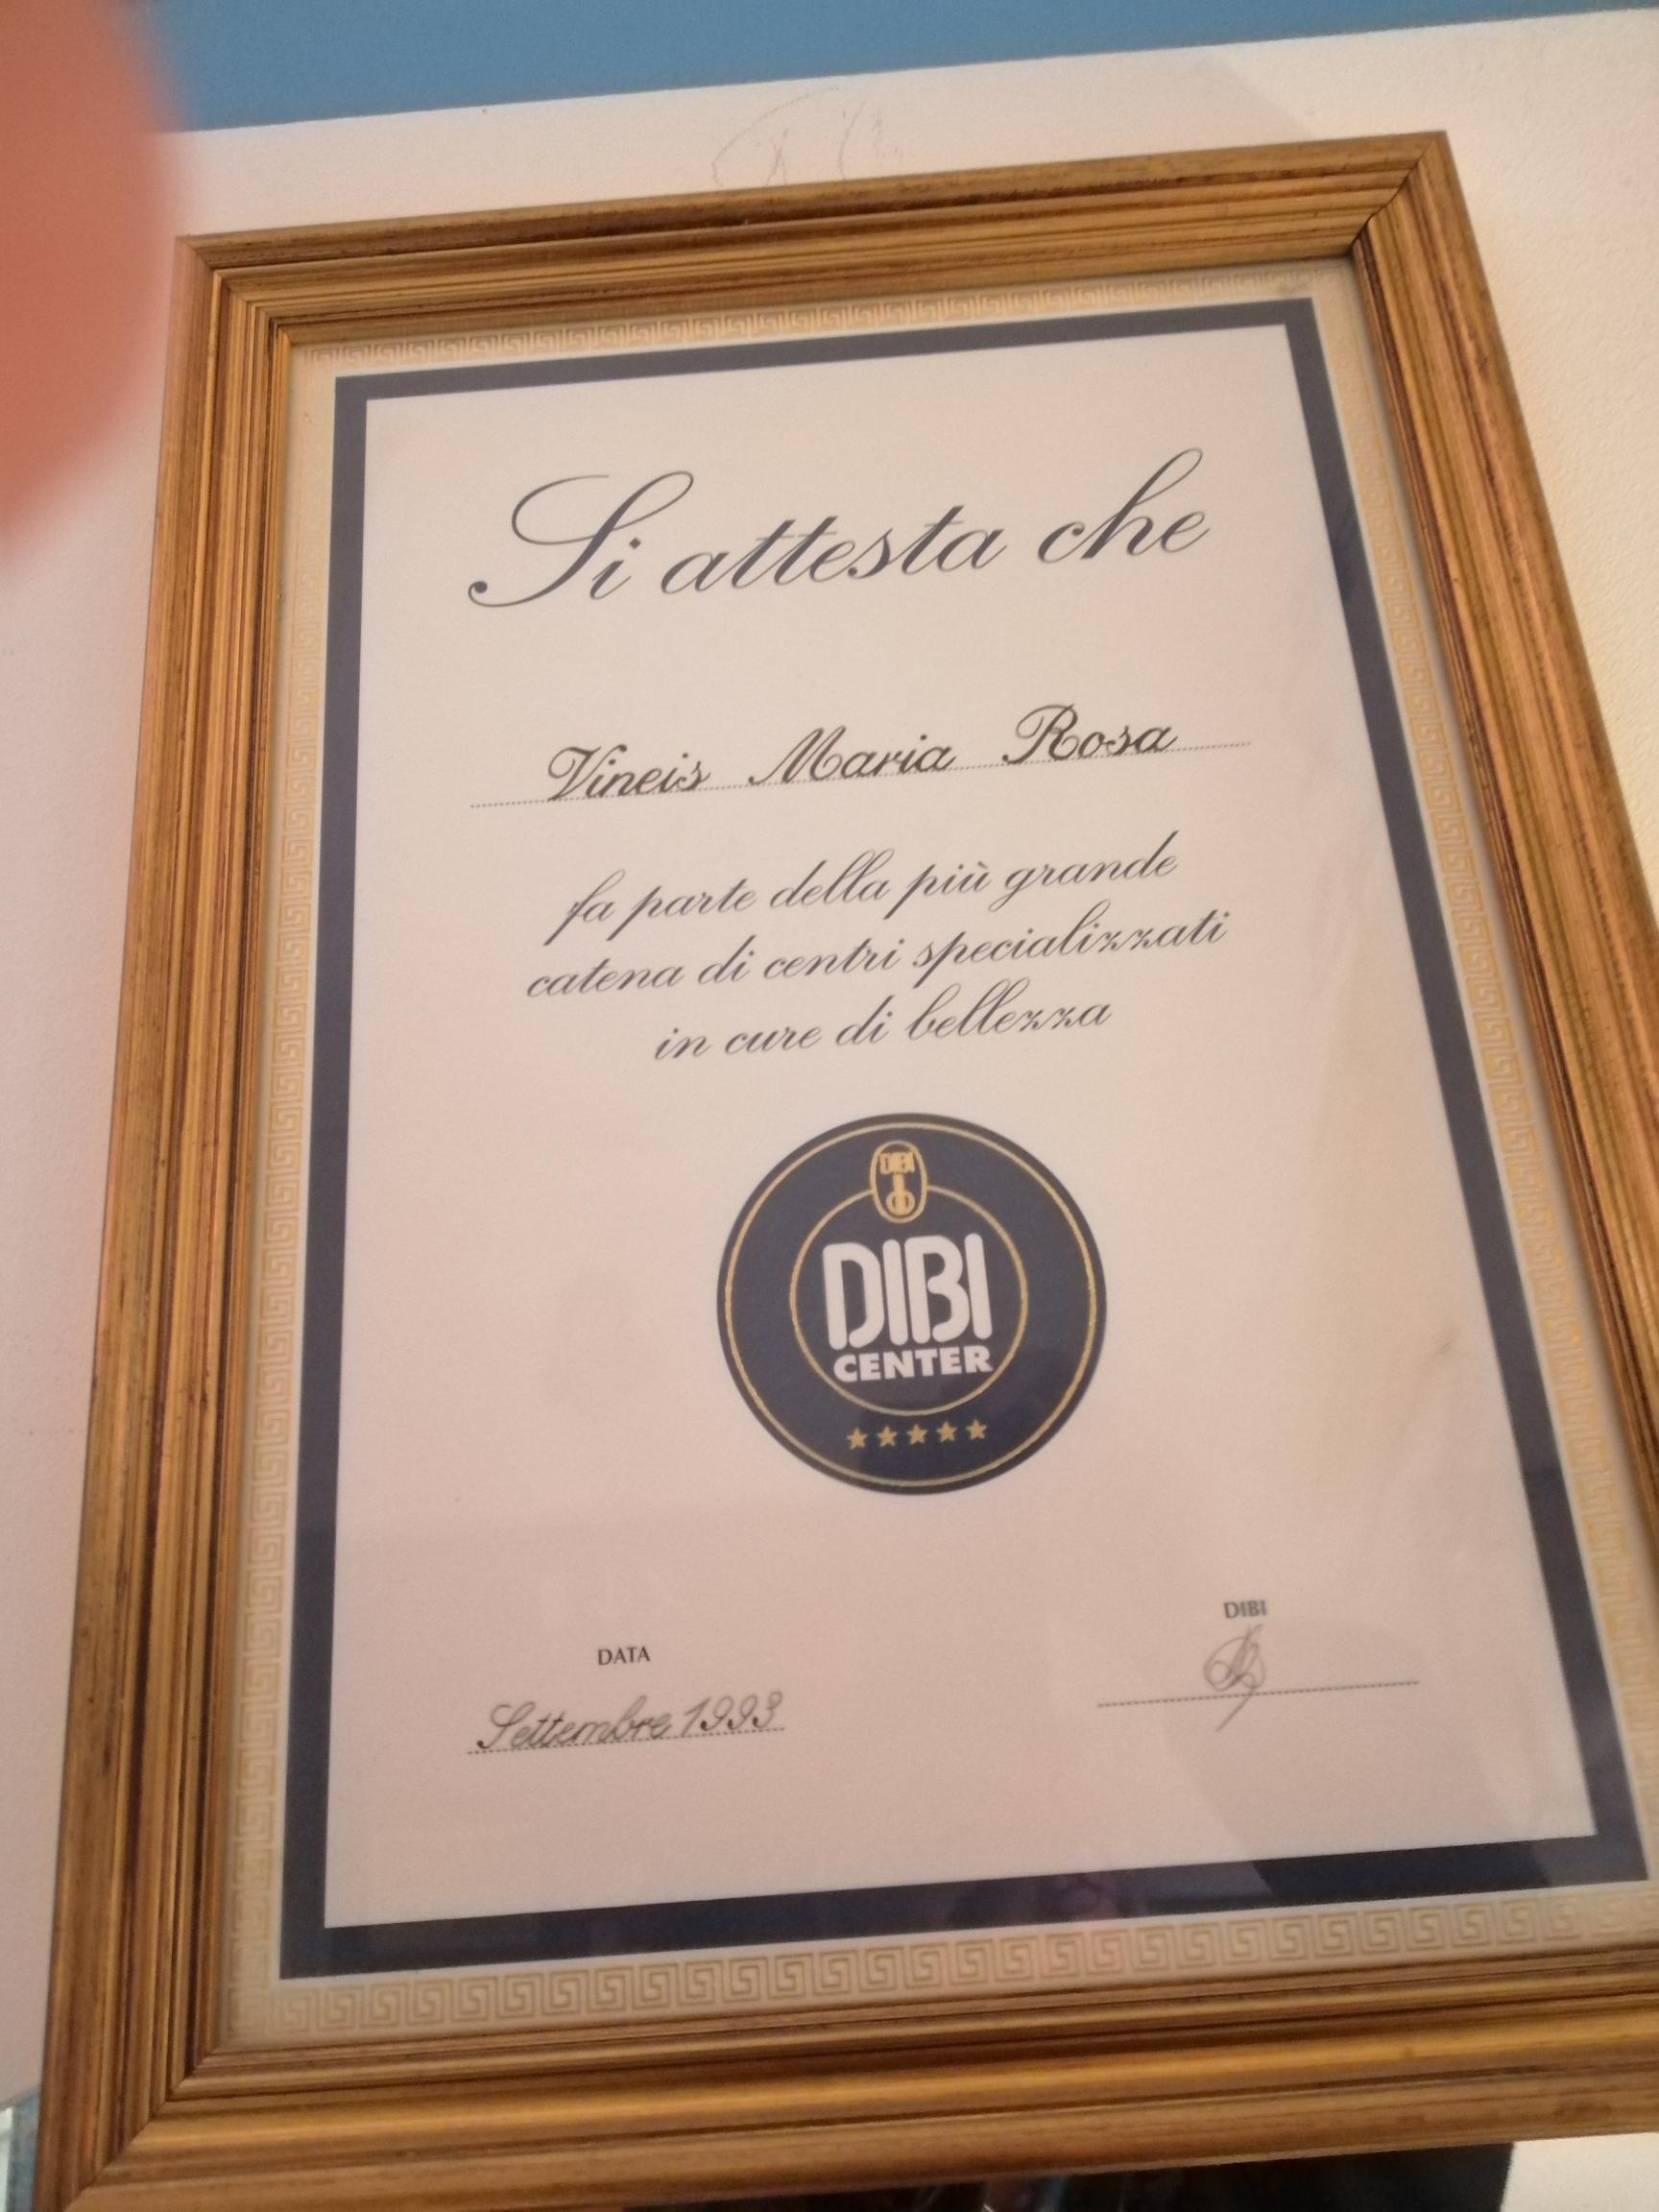 Si attesta che
Vineis Maria Rosa
fa parte della più grande
catena di centri specializzati
in cure di bellezza
DIBI
DIBI
CENTER
DATA
Settembre 1993
DIBI